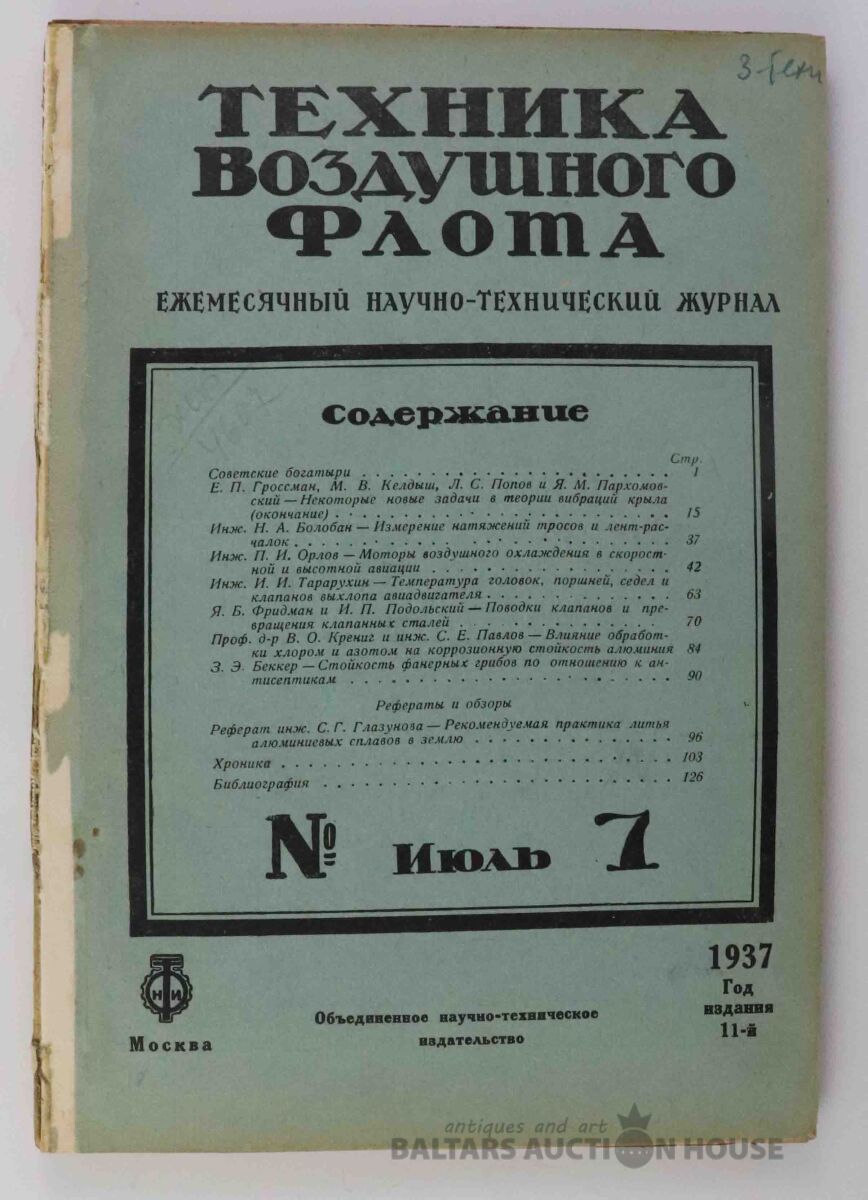 З-
ТЕХНИКА
ВОЗДУШНОГО
ФЛОТА
ЕЖЕМЕСЯЧНЫЙ НАУЧНО-ТЕХНИЧЕСКИЙ ЖУРНАЛ
Содержание
Стр.
Советские богатыри . . . . . . . . . . . . . . . . . . . . . . . 1
Е. П. Гроссман, М. В. Келдыш, Л. С. Попов и Я. М. Пархомов-
ский — Некоторые новые задачи в теории вибраций крыла
(окончание) . . . . . . . . . . . . . . . . . . . . . . . . 15
Инж. Н. А. Болобан — Измерение натяжений тросов и лент-рас-
чалок . . . . . . . . . . . . . . . . . . . . . . . . . . . 37
Инж. П. И. Орлов — Моторы воздушного охлаждения в скорост-
ной и высотной авиации . . . . . . . . . . . . . . . . . 42
Инж. И. И. Тарарухин — Температура головок, поршней, седел и
клапанов выхлопа авиадвигателя . . . . . . . . . . . . . 63
Я. Б. Фридман и И. П. Подольский — Поводки клапанов и пре-
вращения клапанных сталей . . . . . . . . . . . . . . . 70
Проф. д-р В. О. Крениг и инж. С. Е. Павлов — Влияние обработ-
ки хлором и азотом на коррозионную стойкость алюминия 84
З. Э. Беккер — Стойкость фанерных грибов по отношению к ан-
тисептикам . . . . . . . . . . . . . . . . . . . . . . . . 90
Рефераты и обзоры
Реферат инж. С. Г. Глазунова — Рекомендуемая практика литья
алюминиевых сплавов в землю . . . . . . . . . . . . . . 96
Хроника . . . . . . . . . . . . . . . . . . . . . . . . . . . . 103
Библиография . . . . . . . . . . . . . . . . . . . . . . . . . 126
№ Июль 7
НТИ
Москва
Объединенное научно-техническое
издательство
1937
Год
издания
11-й
antiques and art
BALTARS AUCTION HOUSE